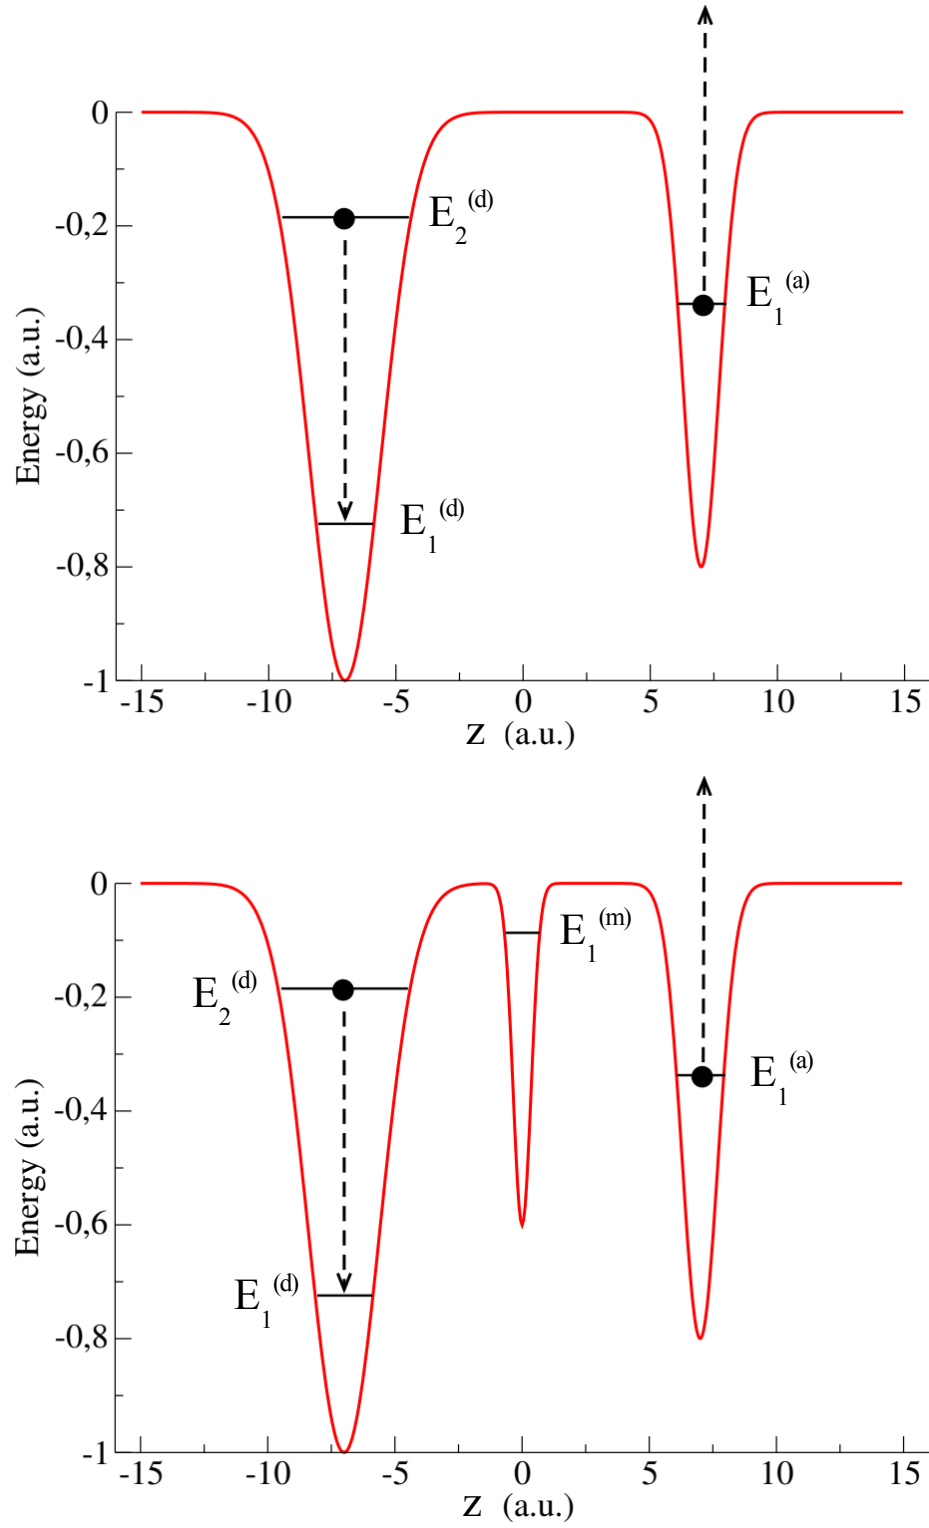 0
-0,2
-0,4
-0,6
-0,8
-1
Energy (a.u.)
E₂⁽ᵈ⁾
E₁⁽ᵃ⁾
E₁⁽ᵈ⁾
-15 -10 -5 0 5 10 15
z (a.u.)
0
-0,2
-0,4
-0,6
-0,8
-1
Energy (a.u.)
E₁⁽ᵐ⁾
E₂⁽ᵈ⁾
E₁⁽ᵃ⁾
E₁⁽ᵈ⁾
-15 -10 -5 0 5 10 15
z (a.u.)